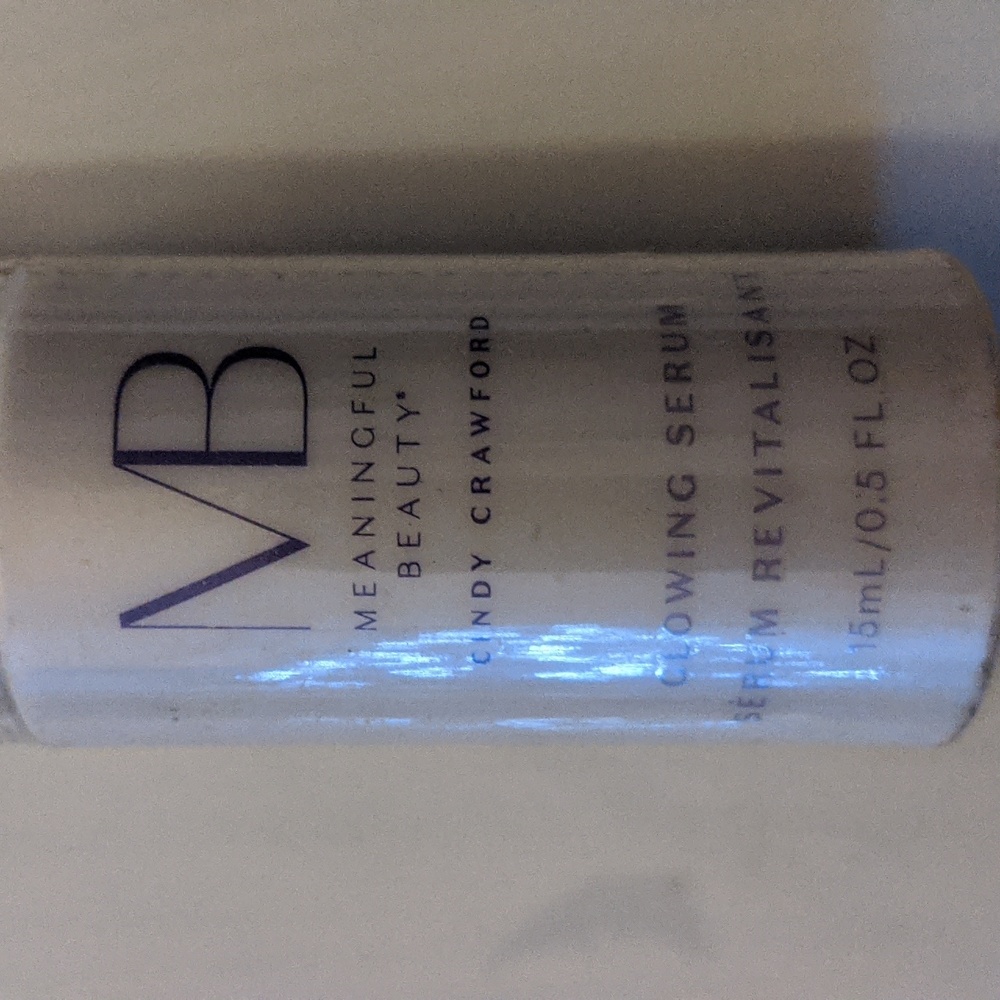 MB
MEANINGFUL
BEAUTY®
CINDY CRAWFORD
GLOWING SERUM
SÉRUM REVITALISANT
15mL/0.5 FL.OZ